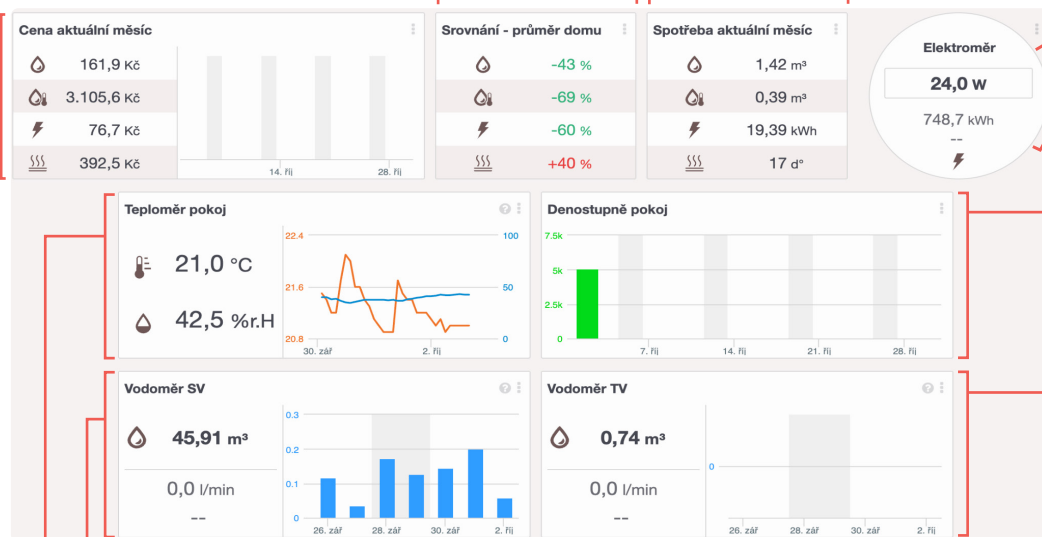 Cena aktuální měsíc
161,9 Kč
3.105,6 Kč
76,7 Kč
392,5 Kč
14. říj
28. říj
Srovnání - průměr domu
-43 %
-69 %
-60 %
+40 %
Spotřeba aktuální měsíc
1,42 m³
0,39 m³
19,39 kWh
17 d°
Elektroměr
24,0 W
748,7 kWh
--
Teploměr pokoj
?
21,0 °C
42,5 %r.H
22.4
21.6
20.8
100
50
0
30. zář
2. říj
Denostupně pokoj
7.5k
5k
2.5k
0
7. říj
14. říj
21. říj
28. říj
Vodoměr SV
?
45,91 m³
0,0 l/min
--
0.3
0.2
0.1
0
26. zář
28. zář
30. zář
2. říj
Vodoměr TV
?
0,74 m³
0,0 l/min
--
0
26. zář
28. zář
30. zář
2. říj